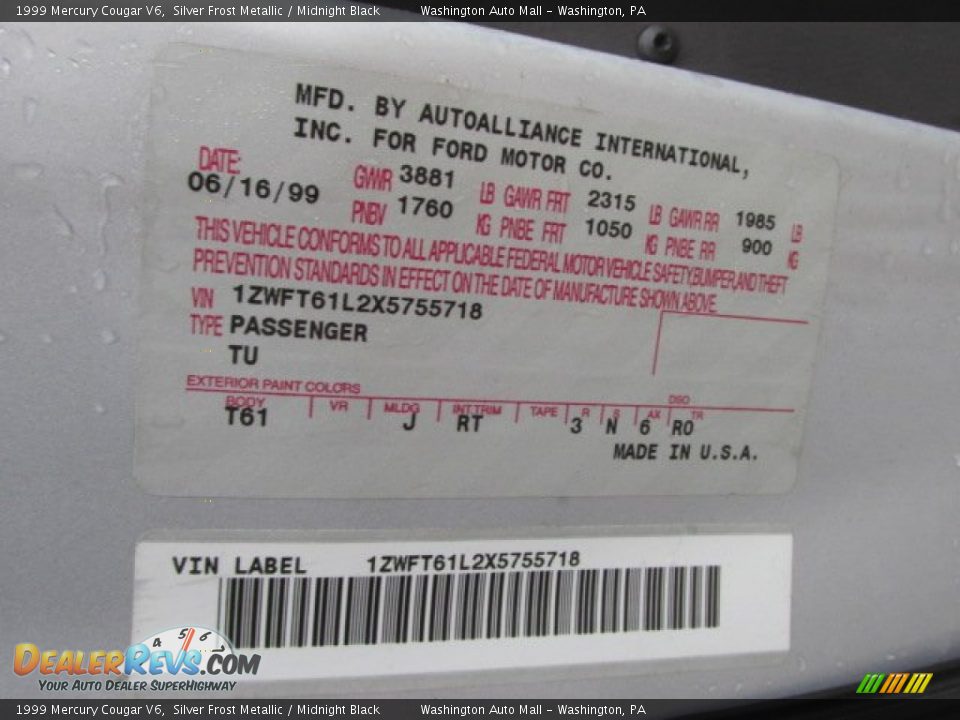 1999 Mercury Cougar V6, Silver Frost Metallic / Midnight Black Washington Auto Mall - Washington, PA
MFD. BY AUTOALLIANCE INTERNATIONAL,
INC. FOR FORD MOTOR CO.
DATE: GWR 3881 LB GAWR FRT 2315 LB GAWR RR 1985 LB
06/16/99 PNBV 1760 KG PNBE FRT 1050 KG PNBE RR 900 KG
THIS VEHICLE CONFORMS TO ALL APPLICABLE FEDERAL MOTOR VEHICLE SAFETY,BUMPER,AND THEFT
PREVENTION STANDARDS IN EFFECT ON THE DATE OF MANUFACTURE SHOWN ABOVE.
VIN 1ZWFT61L2X5755718
TYPE PASSENGER
TU
EXTERIOR PAINT COLORS DSO
BODY VR MLDG INT.TRIM TAPE R S AX TR
T61 J RT 3 N 6 R0
MADE IN U.S.A.
VIN LABEL 1ZWFT61L2X5755718
4 5 6
DEALERREVS.COM
YOUR AUTO DEALER SUPERHIGHWAY
1999 Mercury Cougar V6, Silver Frost Metallic / Midnight Black Washington Auto Mall - Washington, PA